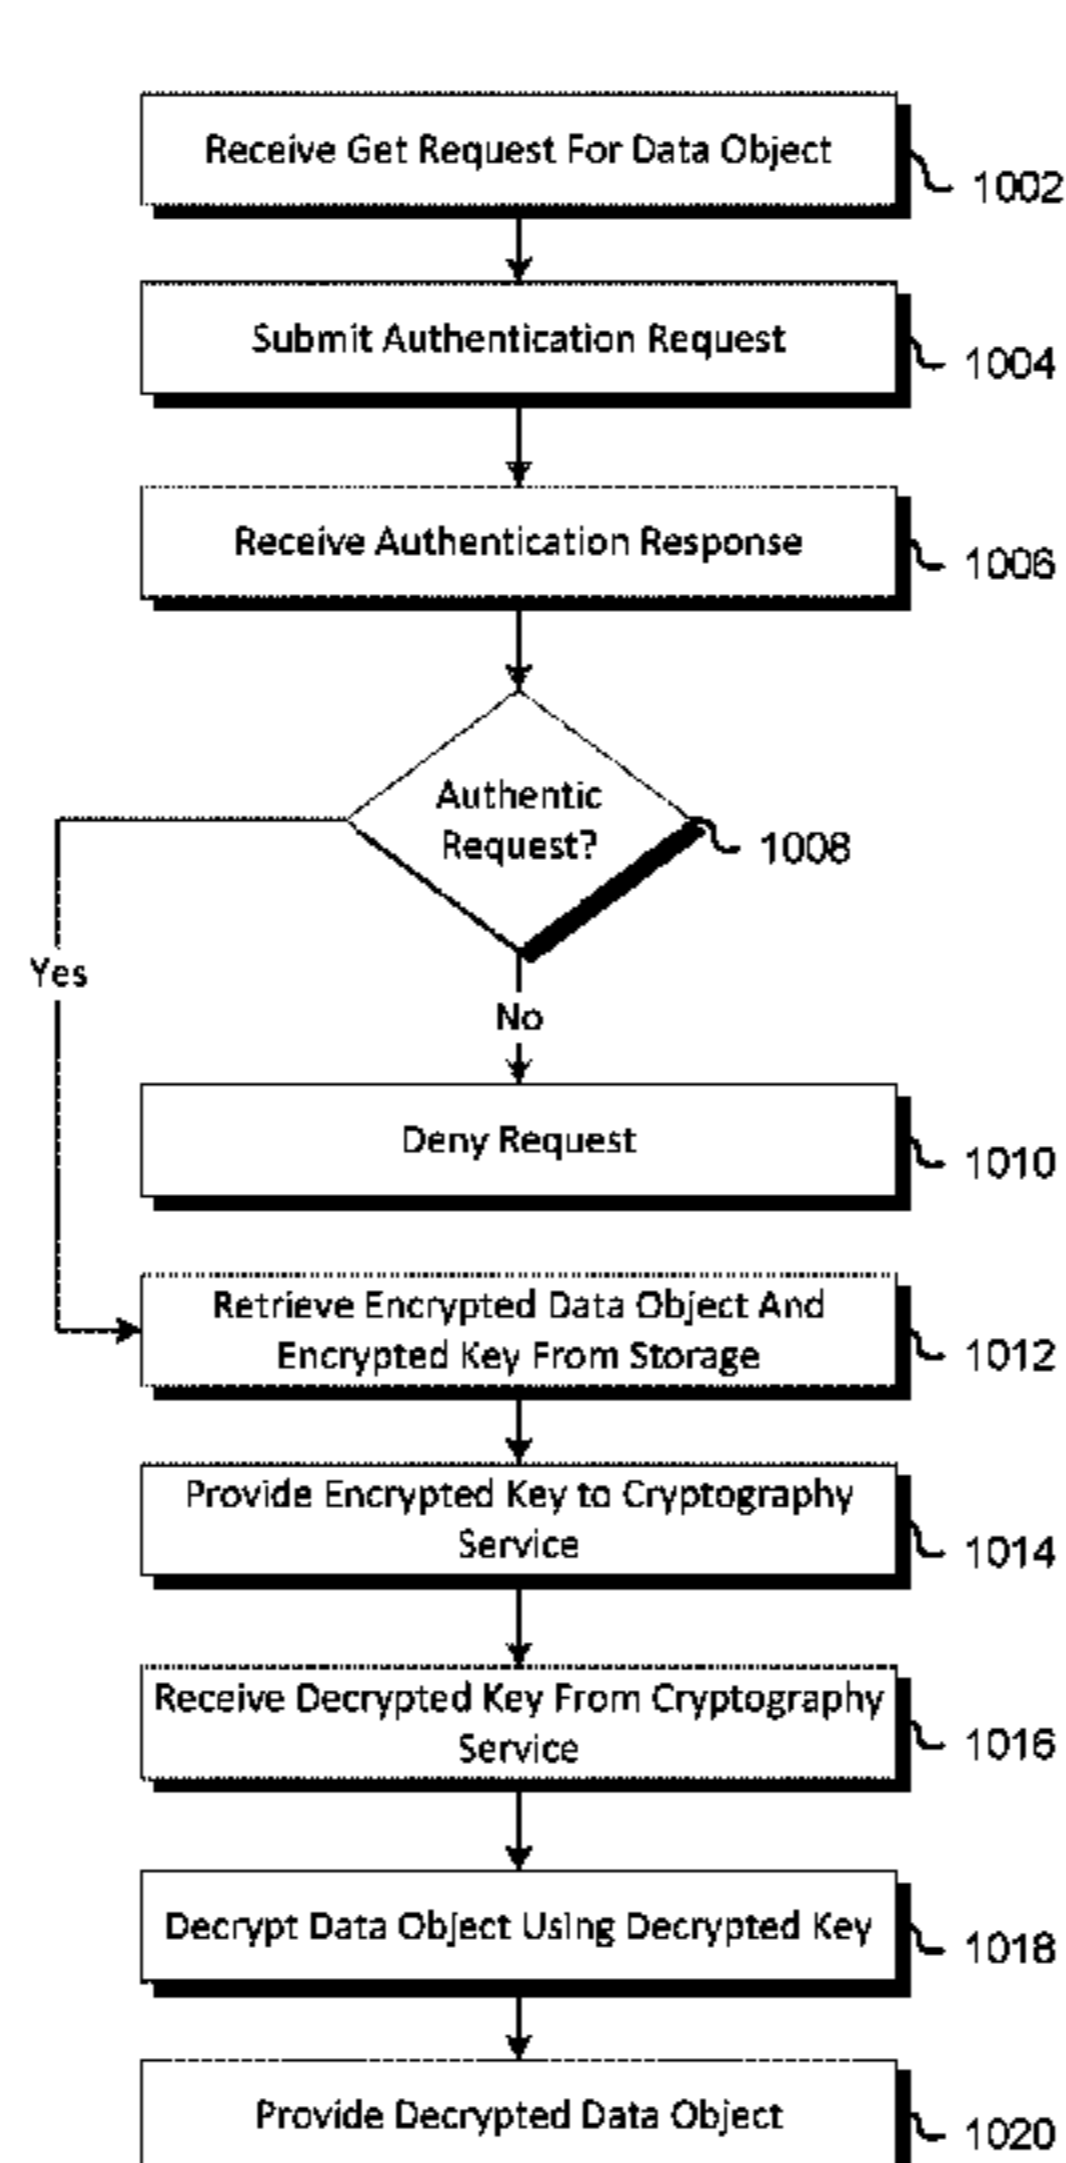 Receive Get Request For Data Object
1002
Submit Authentication Request
1004
Receive Authentication Response
1006
Authentic
Request?
1008
Yes
No
Deny Request
1010
Retrieve Encrypted Data Object And
Encrypted Key From Storage
1012
Provide Encrypted Key to Cryptography
Service
1014
Receive Decrypted Key From Cryptography
Service
1016
Decrypt Data Object Using Decrypted Key
1018
Provide Decrypted Data Object
1020